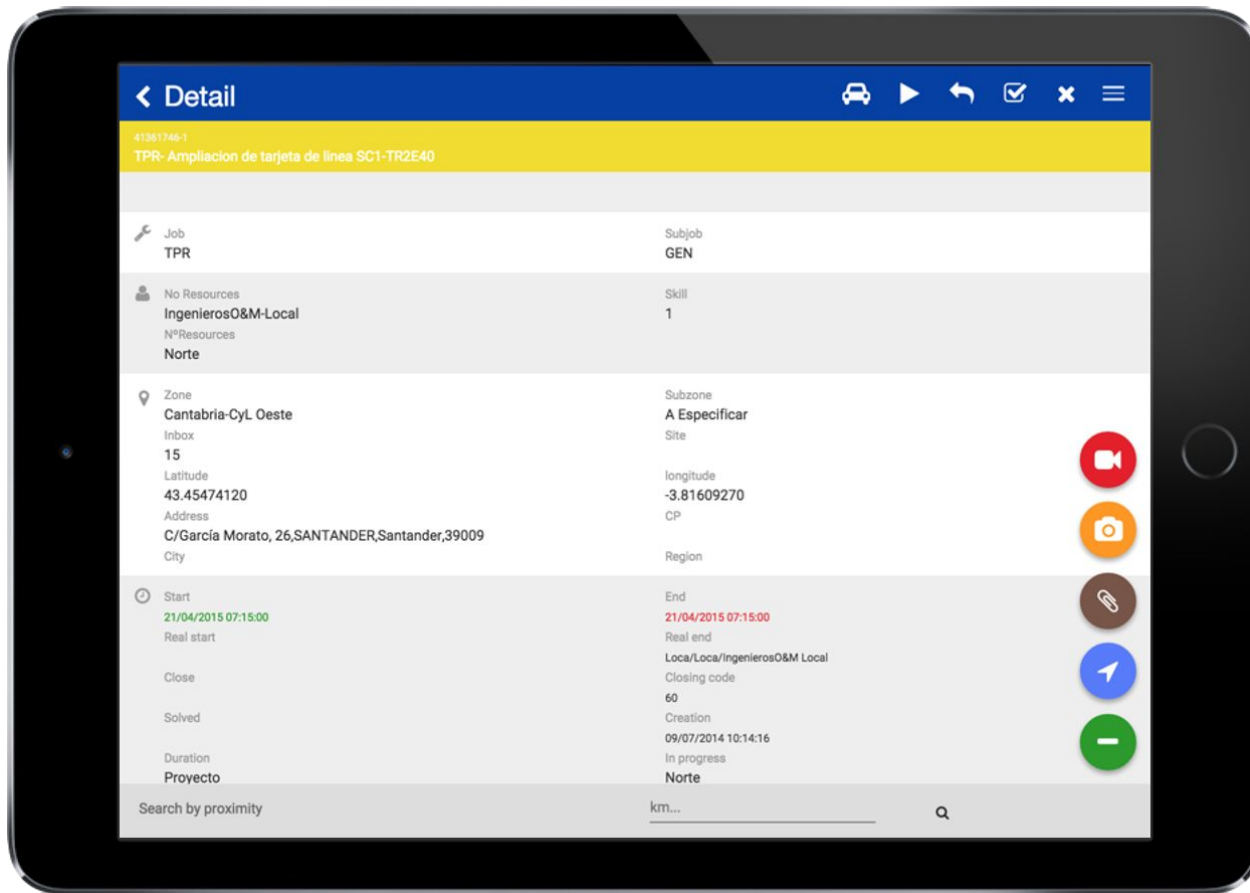 Detail
41361746-1
TPR- Ampliacion de tarjeta de linea SC1-TR2E40
Job
Subjob
TPR
GEN
No Resources
Skill
IngenierosO&M-Local
1
NºResources
Norte
Zone
Subzone
Cantabria-CyL Oeste
A Especificar
Inbox
Site
15
Latitude
longitude
43.45474120
-3.81609270
Address
CP
C/García Morato, 26,SANTANDER,Santander,39009
City
Region
Start
End
21/04/2015 07:15:00
21/04/2015 07:15:00
Real start
Real end
Loca/Loca/IngenierosO&M Local
Close
Closing code
60
Solved
Creation
09/07/2014 10:14:16
Duration
In progress
Proyecto
Norte
Search by proximity
km...